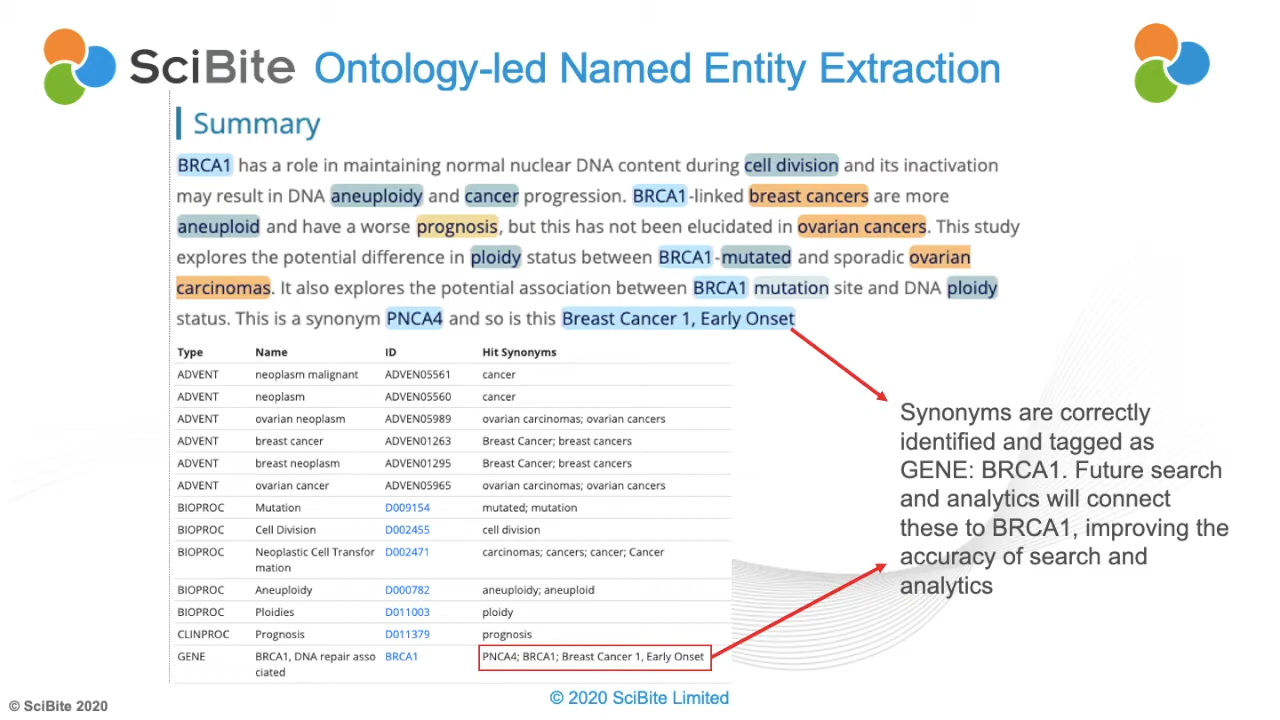 SciBite Ontology-led Named Entity Extraction
Summary
BRCA1 has a role in maintaining normal nuclear DNA content during cell division and its inactivation
may result in DNA aneuploidy and cancer progression. BRCA1-linked breast cancers are more
aneuploid and have a worse prognosis, but this has not been elucidated in ovarian cancers. This study
explores the potential difference in ploidy status between BRCA1-mutated and sporadic ovarian
carcinomas. It also explores the potential association between BRCA1 mutation site and DNA ploidy
status. This is a synonym PNCA4 and so is this Breast Cancer 1, Early Onset
Type Name ID Hit Synonyms
ADVENT neoplasm malignant ADVEN05561 cancer
ADVENT neoplasm ADVEN05560 cancer
ADVENT ovarian neoplasm ADVEN05989 ovarian carcinomas; ovarian cancers
ADVENT breast cancer ADVEN01263 Breast Cancer; breast cancers
ADVENT breast neoplasm ADVEN01295 Breast Cancer; breast cancers
ADVENT ovarian cancer ADVEN05965 ovarian carcinomas; ovarian cancers
BIOPROC Mutation D009154 mutated; mutation
BIOPROC Cell Division D002455 cell division
BIOPROC Neoplastic Cell Transfor D002471 carcinomas; cancers; cancer; Cancer
mation
BIOPROC Aneuploidy D000782 aneuploidy; aneuploid
BIOPROC Ploidies D011003 ploidy
CLINPROC Prognosis D011379 prognosis
GENE BRCA1, DNA repair asso BRCA1 PNCA4; BRCA1; Breast Cancer 1, Early Onset
ciated
Synonyms are correctly
identified and tagged as
GENE: BRCA1. Future search
and analytics will connect
these to BRCA1, improving the
accuracy of search and
analytics
© 2020 SciBite Limited
© SciBite 2020